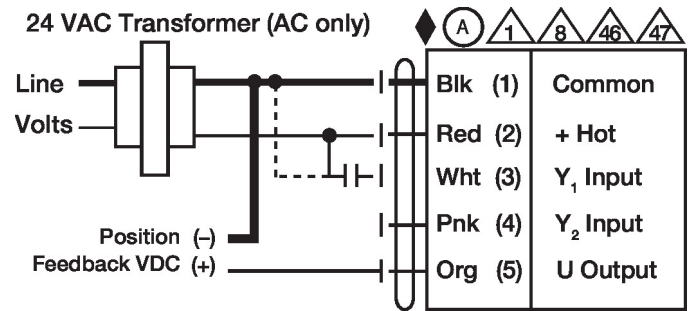 24 VAC Transformer (AC only)
A 1 8 46 47
Line
Volts
Blk (1) Common
Red (2) + Hot
Wht (3) Y₁ Input
Pnk (4) Y₂ Input
Org (5) U Output
Position (–)
Feedback VDC (+)